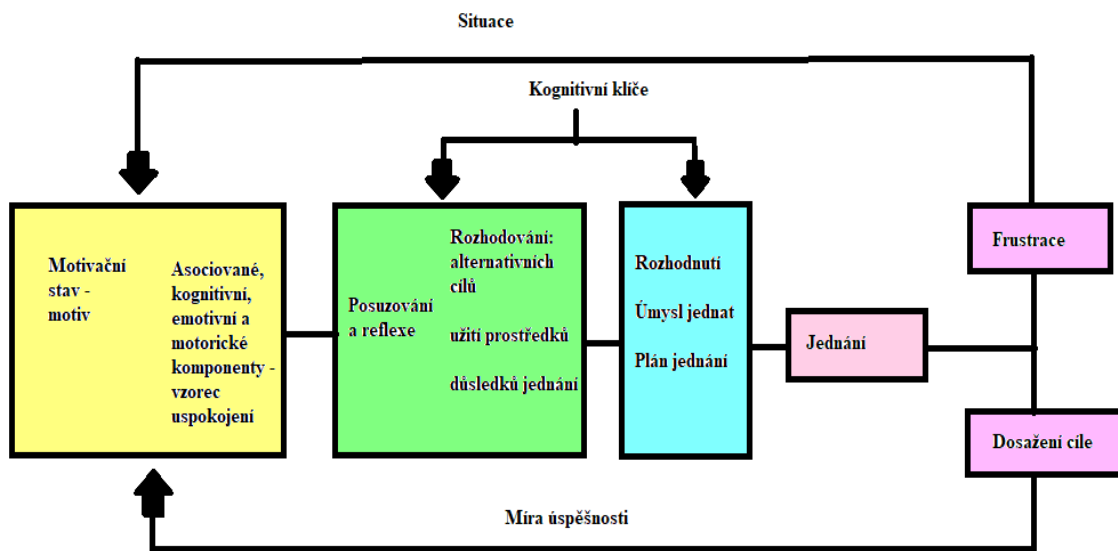 Situace
Kognitivní klíče
Motivační
stav -
motiv
Asociované,
kognitivní,
emotivní a
motorické
komponenty -
vzorec
uspokojení
Posuzování
a reflexe
Rozhodování:
alternativních
cílů
užití prostředků
důsledků jednání
Rozhodnutí
Úmysl jednat
Plán jednání
Jednání
Frustrace
Dosažení cíle
Míra úspěšnosti